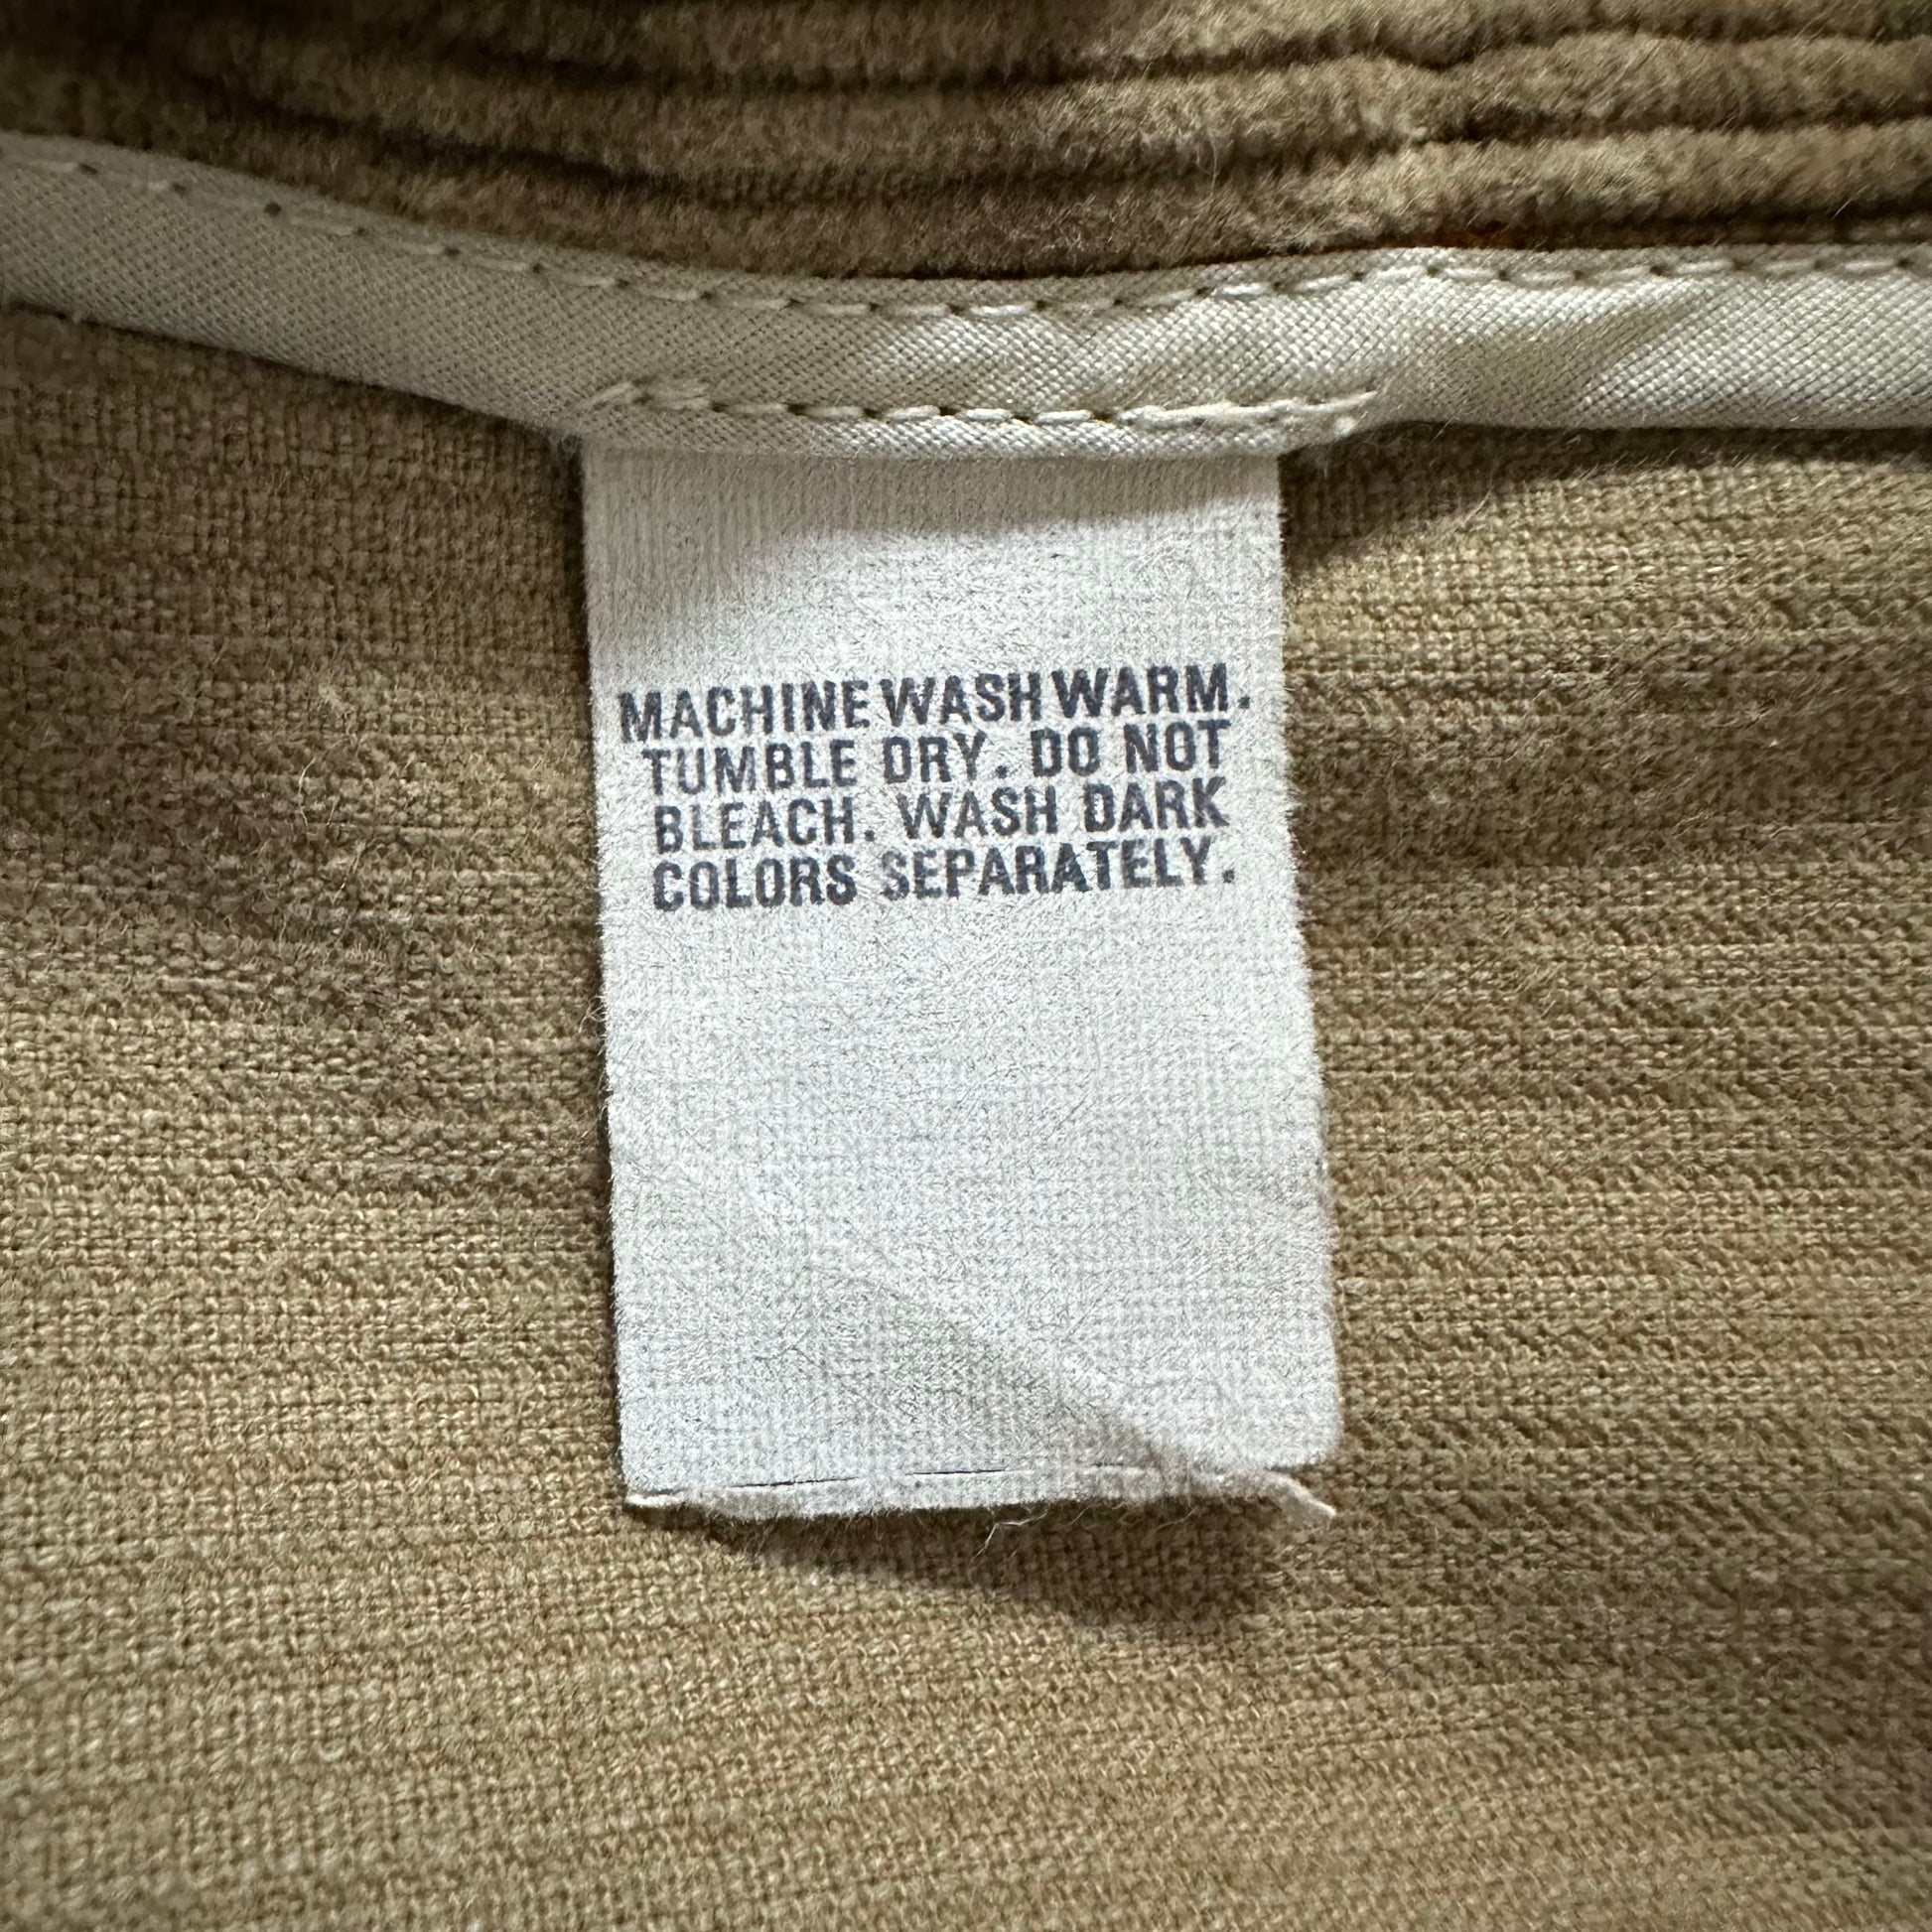 MACHINE WASH WARM.
TUMBLE DRY. DO NOT
BLEACH. WASH DARK
COLORS SEPARATELY.